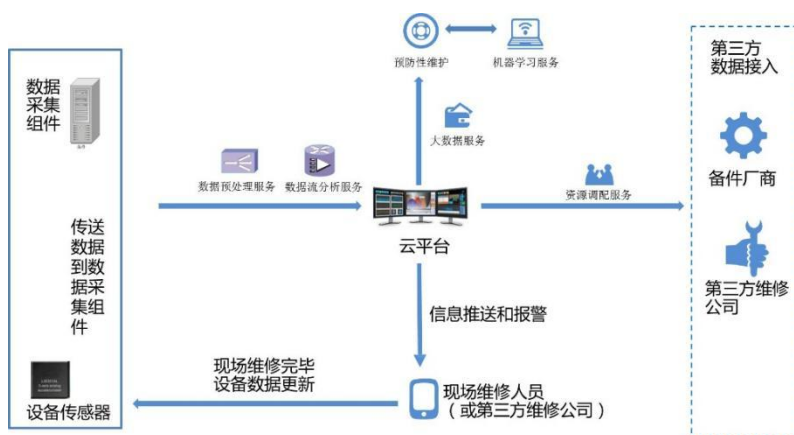 数据
采集
组件
传送
数据
到数
据采
集组
件
设备传感器
数据预处理服务
数据流分析服务
预防性维护
机器学习服务
大数据服务
云平台
资源调配服务
信息推送和报警
现场维修完毕
设备数据更新
现场维修人员
（或第三方维修公司）
第三方
数据接入
备件厂商
第三方维修
公司